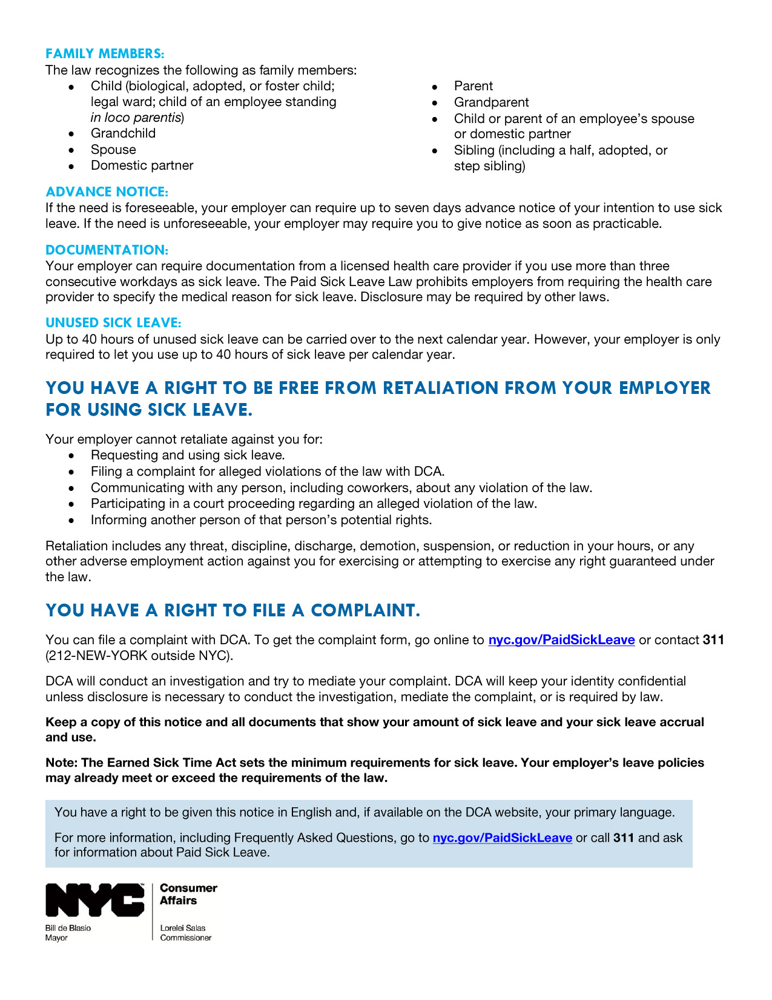 FAMILY MEMBERS:
The law recognizes the following as family members:
• Child (biological, adopted, or foster child;
legal ward; child of an employee standing
in loco parentis)
• Grandchild
• Spouse
• Domestic partner
• Parent
• Grandparent
• Child or parent of an employee’s spouse
or domestic partner
• Sibling (including a half, adopted, or
step sibling)
ADVANCE NOTICE:
If the need is foreseeable, your employer can require up to seven days advance notice of your intention to use sick
leave. If the need is unforeseeable, your employer may require you to give notice as soon as practicable.
DOCUMENTATION:
Your employer can require documentation from a licensed health care provider if you use more than three
consecutive workdays as sick leave. The Paid Sick Leave Law prohibits employers from requiring the health care
provider to specify the medical reason for sick leave. Disclosure may be required by other laws.
UNUSED SICK LEAVE:
Up to 40 hours of unused sick leave can be carried over to the next calendar year. However, your employer is only
required to let you use up to 40 hours of sick leave per calendar year.
YOU HAVE A RIGHT TO BE FREE FROM RETALIATION FROM YOUR EMPLOYER
FOR USING SICK LEAVE.
Your employer cannot retaliate against you for:
• Requesting and using sick leave.
• Filing a complaint for alleged violations of the law with DCA.
• Communicating with any person, including coworkers, about any violation of the law.
• Participating in a court proceeding regarding an alleged violation of the law.
• Informing another person of that person’s potential rights.
Retaliation includes any threat, discipline, discharge, demotion, suspension, or reduction in your hours, or any
other adverse employment action against you for exercising or attempting to exercise any right guaranteed under
the law.
YOU HAVE A RIGHT TO FILE A COMPLAINT.
You can file a complaint with DCA. To get the complaint form, go online to nyc.gov/PaidSickLeave or contact 311
(212-NEW-YORK outside NYC).
DCA will conduct an investigation and try to mediate your complaint. DCA will keep your identity confidential
unless disclosure is necessary to conduct the investigation, mediate the complaint, or is required by law.
Keep a copy of this notice and all documents that show your amount of sick leave and your sick leave accrual
and use.
Note: The Earned Sick Time Act sets the minimum requirements for sick leave. Your employer’s leave policies
may already meet or exceed the requirements of the law.
You have a right to be given this notice in English and, if available on the DCA website, your primary language.
For more information, including Frequently Asked Questions, go to nyc.gov/PaidSickLeave or call 311 and ask
for information about Paid Sick Leave.
NYC™
Bill de Blasio
Mayor
Consumer
Affairs
Lorelei Salas
Commissioner